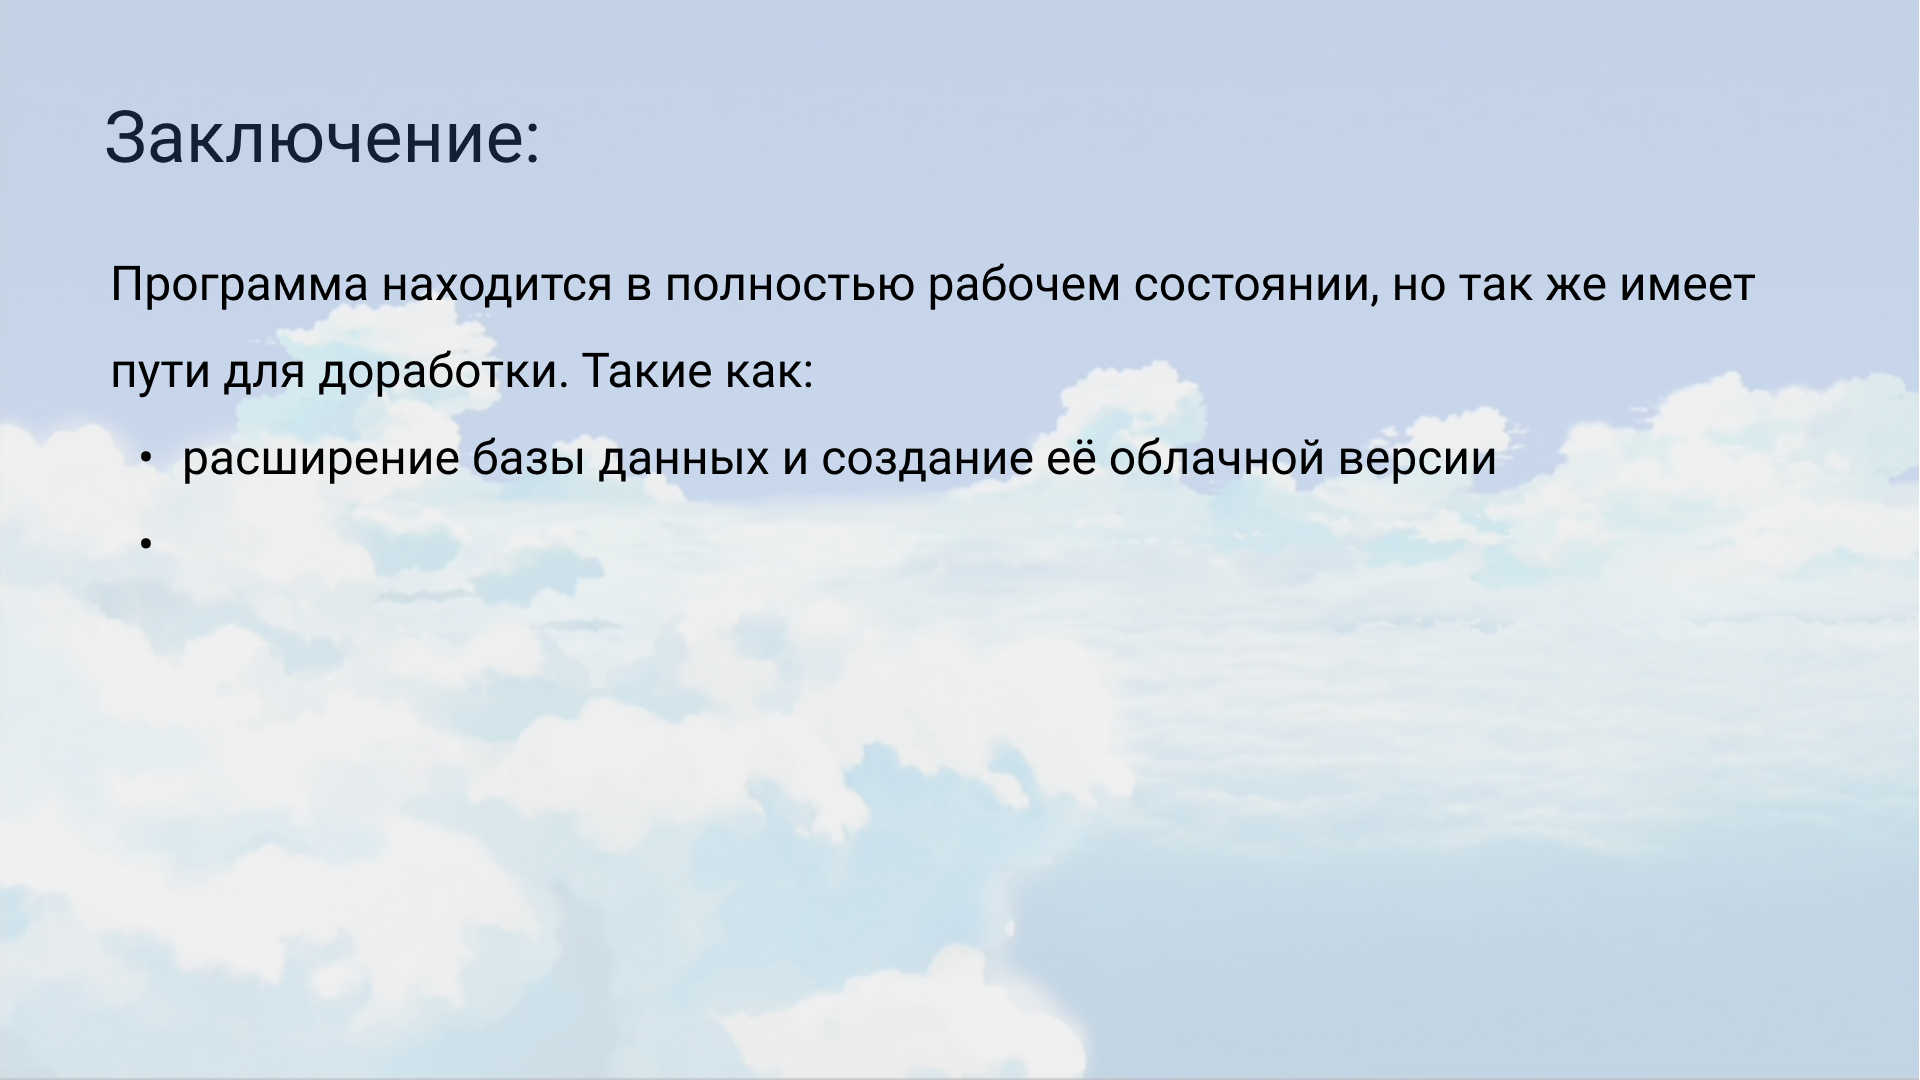 Заключение:
Программа находится в полностью рабочем состоянии, но так же имеет
пути для доработки. Такие как:
• расширение базы данных и создание её облачной версии
•